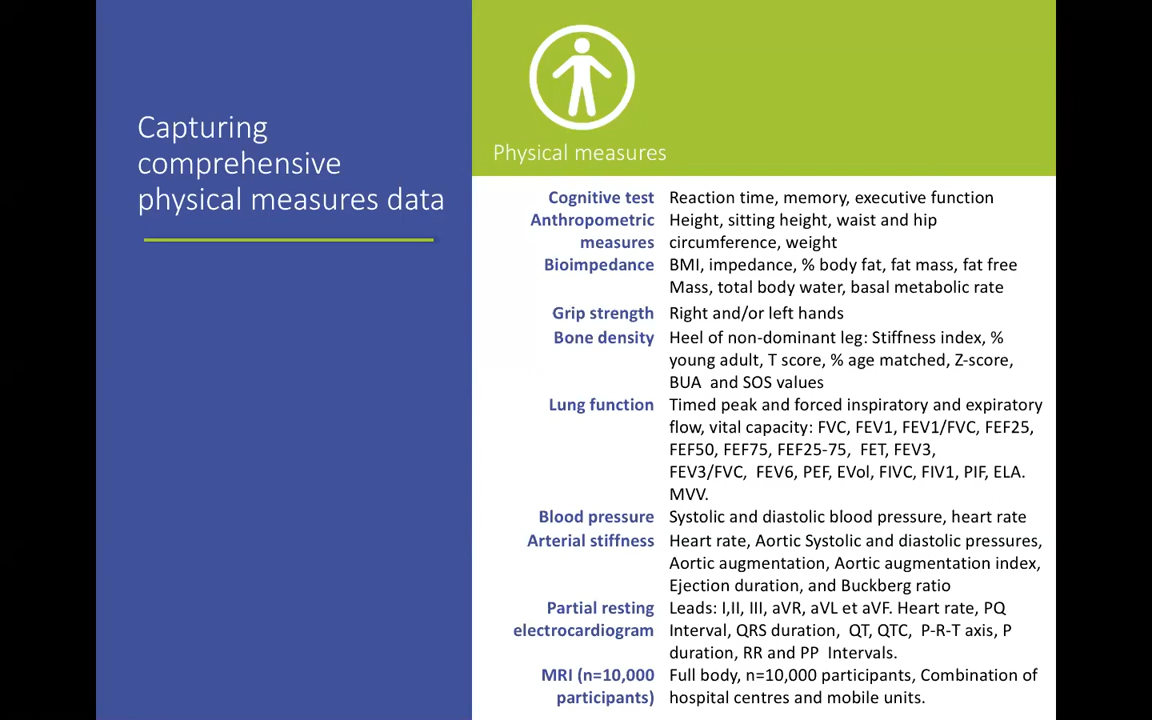 Capturing
comprehensive
physical measures data
Physical measures
Cognitive test Reaction time, memory, executive function
Anthropometric Height, sitting height, waist and hip
measures circumference, weight
Bioimpedance BMI, impedance, % body fat, fat mass, fat free
Mass, total body water, basal metabolic rate
Grip strength Right and/or left hands
Bone density Heel of non-dominant leg: Stiffness index, %
young adult, T score, % age matched, Z-score,
BUA and SOS values
Lung function Timed peak and forced inspiratory and expiratory
flow, vital capacity: FVC, FEV1, FEV1/FVC, FEF25,
FEF50, FEF75, FEF25-75, FET, FEV3,
FEV3/FVC, FEV6, PEF, EVol, FIVC, FIV1, PIF, ELA.
MVV.
Blood pressure Systolic and diastolic blood pressure, heart rate
Arterial stiffness Heart rate, Aortic Systolic and diastolic pressures,
Aortic augmentation, Aortic augmentation index,
Ejection duration, and Buckberg ratio
Partial resting Leads: I,II, III, aVR, aVL et aVF. Heart rate, PQ
electrocardiogram Interval, QRS duration, QT, QTC, P-R-T axis, P
duration, RR and PP Intervals.
MRI (n=10,000 Full body, n=10,000 participants, Combination of
participants) hospital centres and mobile units.